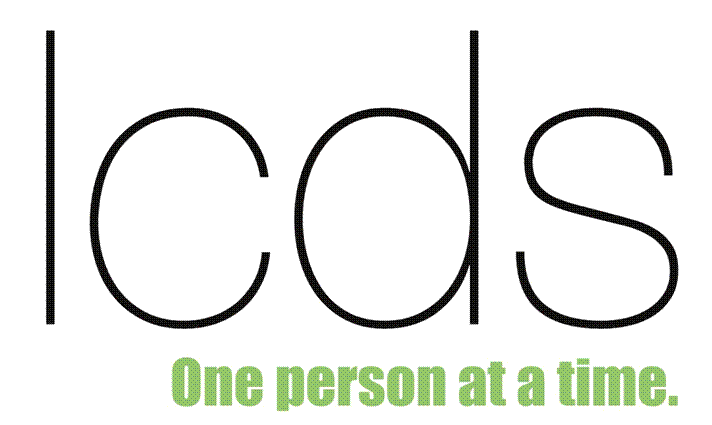 lcds
One person at a time.